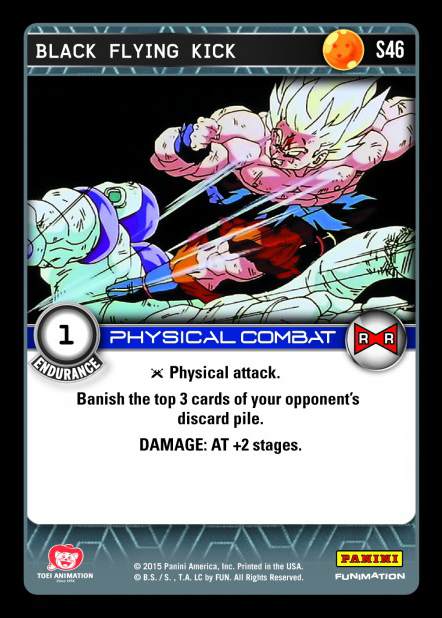 BLACK FLYING KICK S46
1
ENDURANCE
PHYSICAL COMBAT
R R
Physical attack.
Banish the top 3 cards of your opponent's
discard pile.
DAMAGE: AT +2 stages.
TOEI ANIMATION
Since 1956
© 2015 Panini America, Inc. Printed in the USA.
© B.S./ S. , T.A. LC by FUN. All Rights Reserved.
PANINI
FUNIMATION